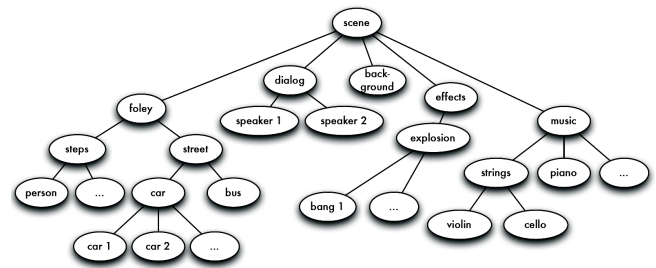 scene
dialog
back-
ground
effects
foley
speaker 1
speaker 2
music
explosion
steps
street
strings
piano
...
person
...
car
bus
bang 1
...
violin
cello
car 1
car 2
...